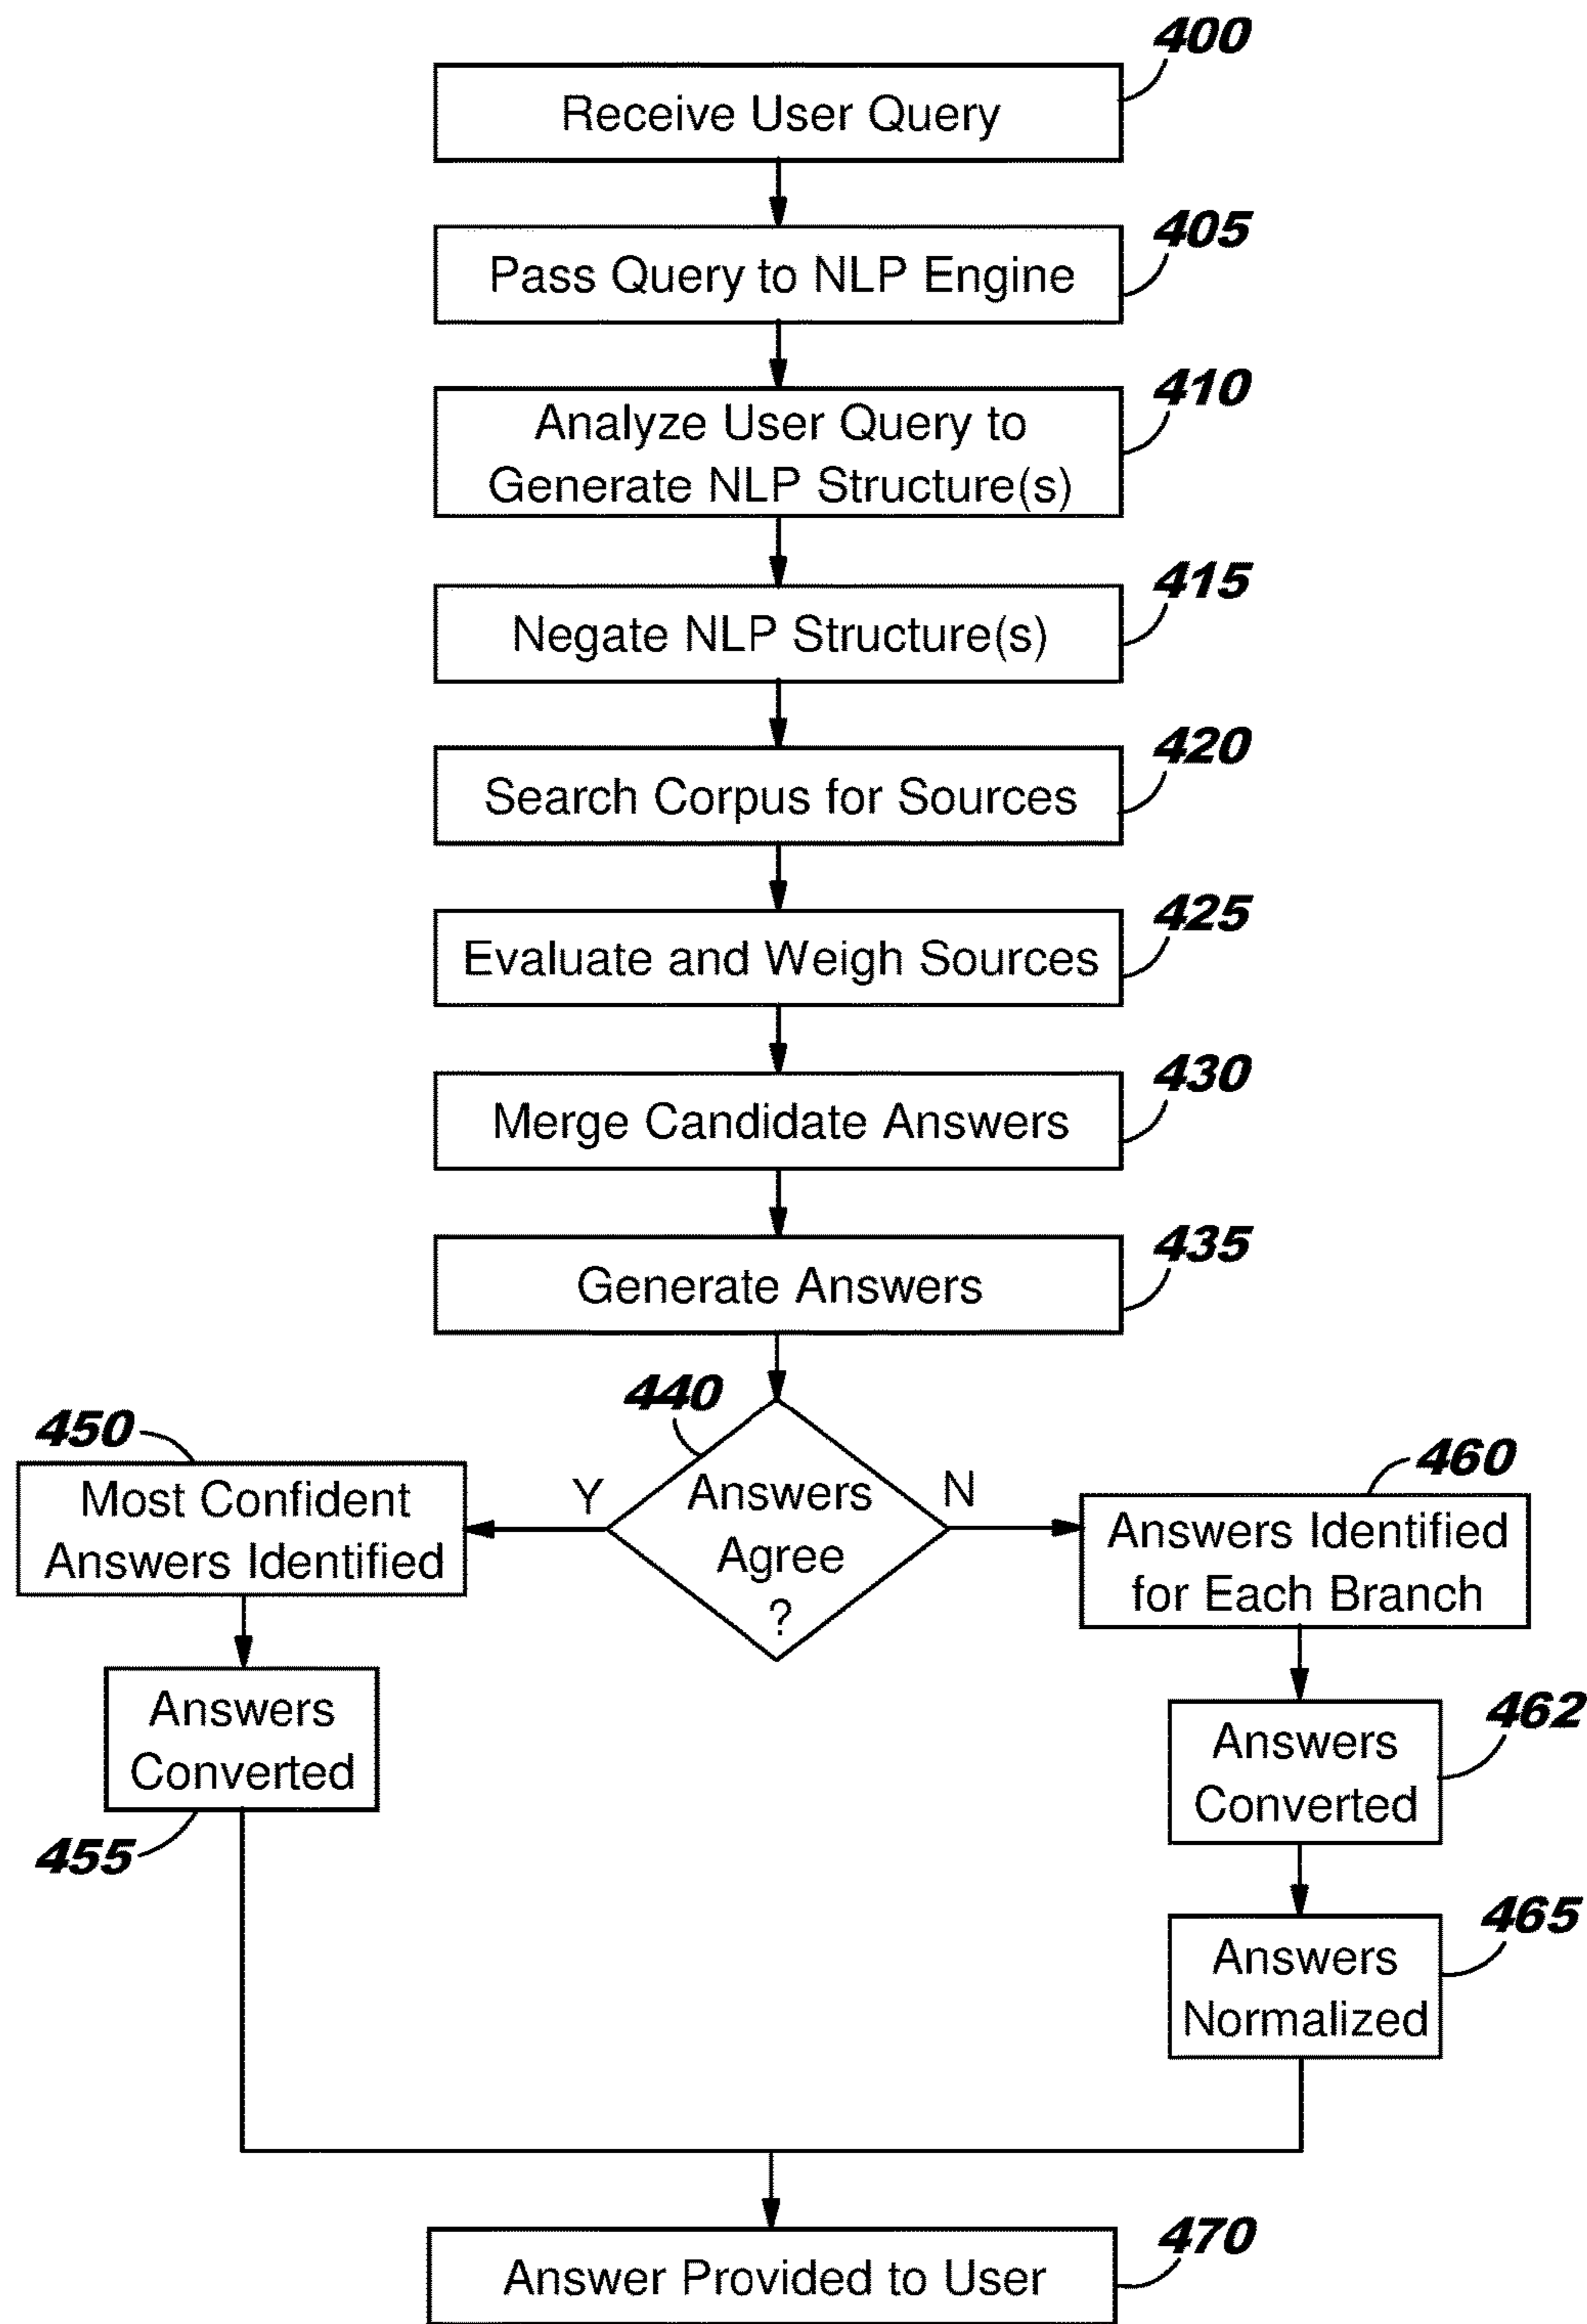 400
Receive User Query
405
Pass Query to NLP Engine
410
Analyze User Query to
Generate NLP Structure(s)
415
Negate NLP Structure(s)
420
Search Corpus for Sources
425
Evaluate and Weigh Sources
430
Merge Candidate Answers
435
Generate Answers
440
Answers
Agree
?
Y
N
450
Most Confident
Answers Identified
Answers
Converted
455
460
Answers Identified
for Each Branch
462
Answers
Converted
465
Answers
Normalized
470
Answer Provided to User